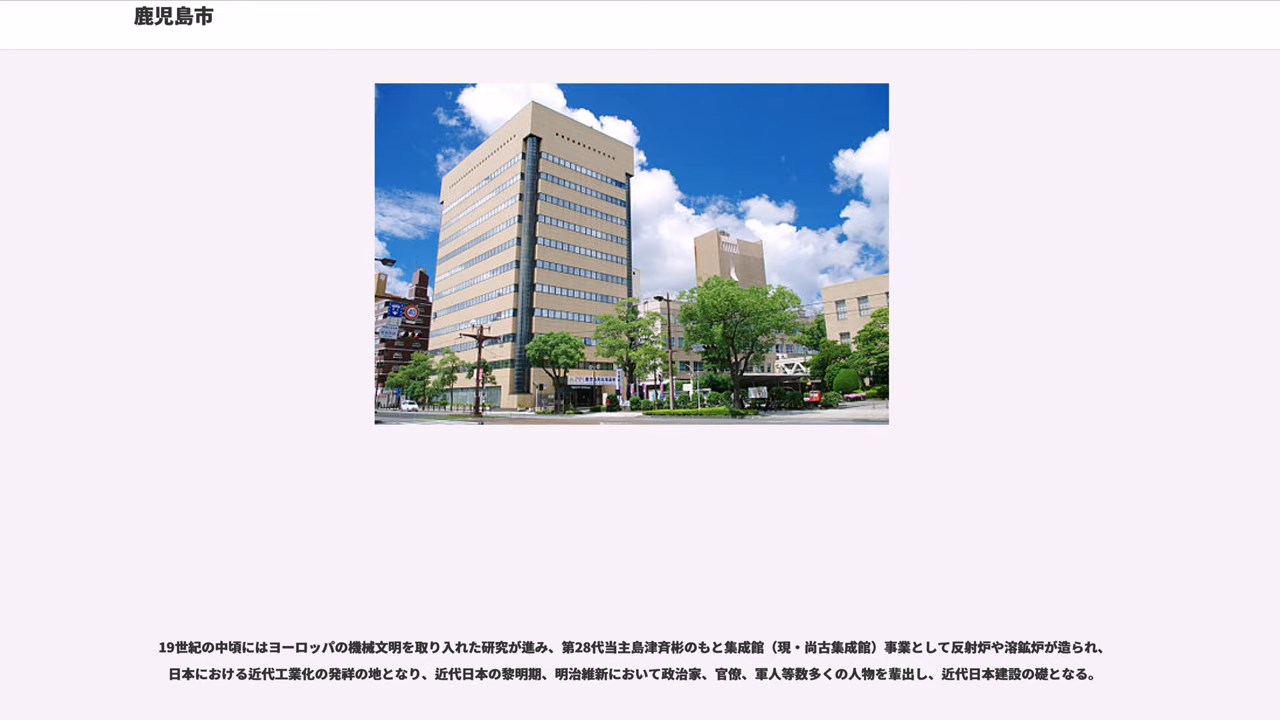 鹿児島市
19世紀の中頃にはヨーロッパの機械文明を取り入れた研究が進み、第28代当主島津斉彬のもと集成館（現・尚古集成館）事業として反射炉や溶鉱炉が造られ、
日本における近代工業化の発祥の地となり、近代日本の黎明期、明治維新において政治家、官僚、軍人等数多くの人物を輩出し、近代日本建設の礎となる。